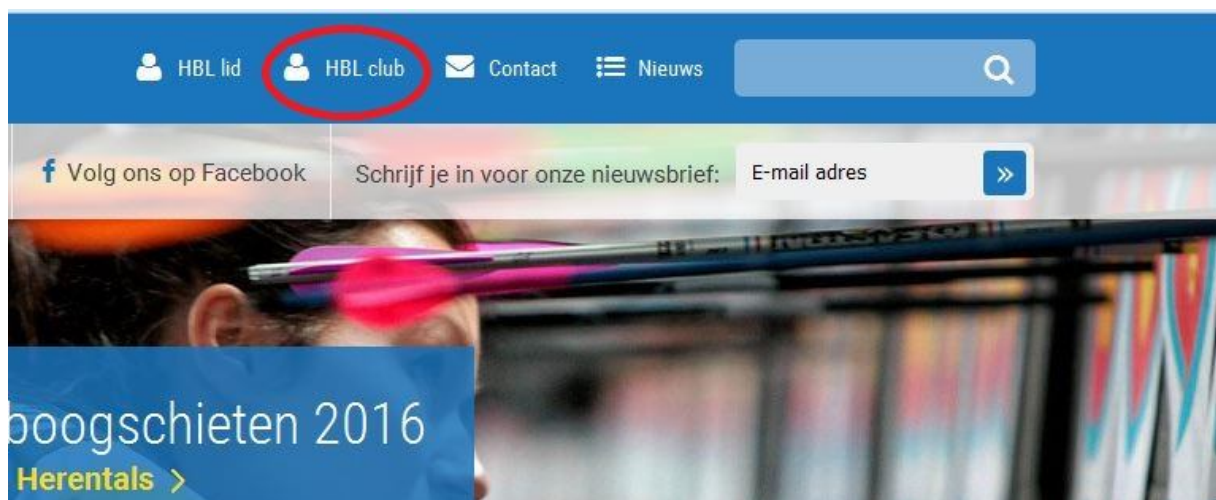 HBL lid HBL club Contact Nieuws
f Volg ons op Facebook Schrijf je in voor onze nieuwsbrief: E-mail adres »
boogschieten 2016
Herentals >